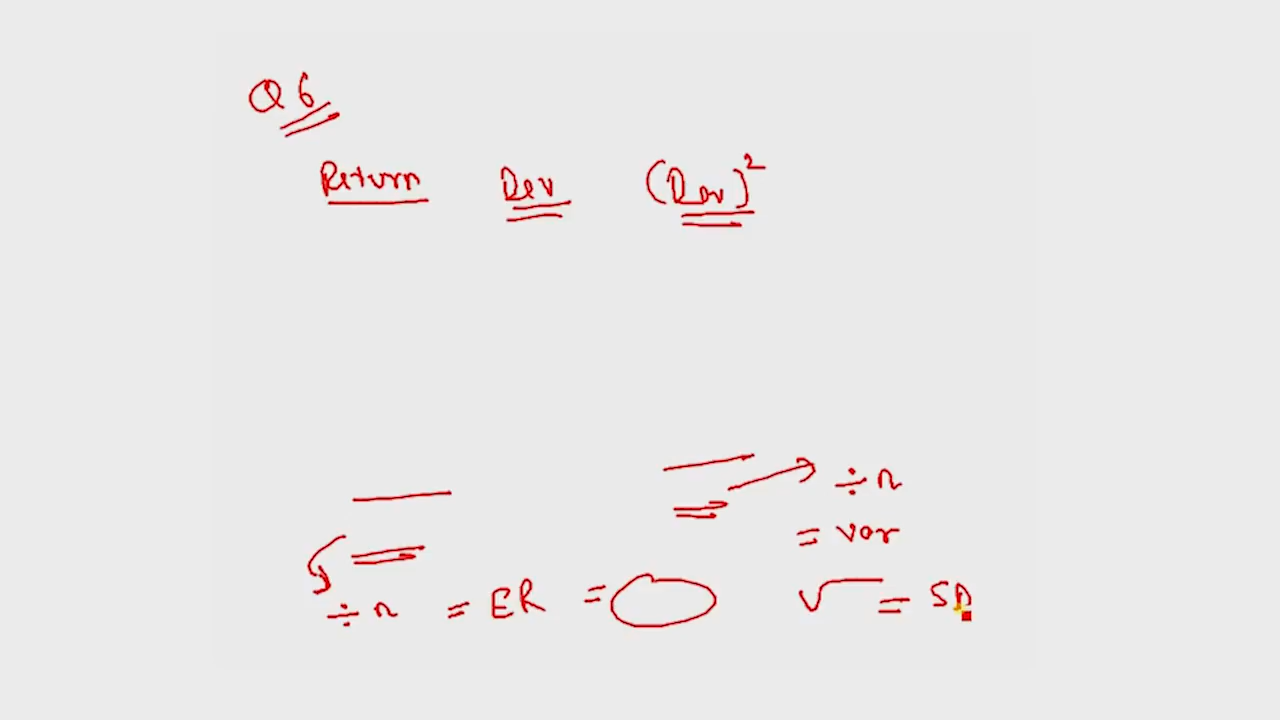 Q6
Return Dev (Dev)²
÷ n
= var
÷ n = ER =
√ = SD